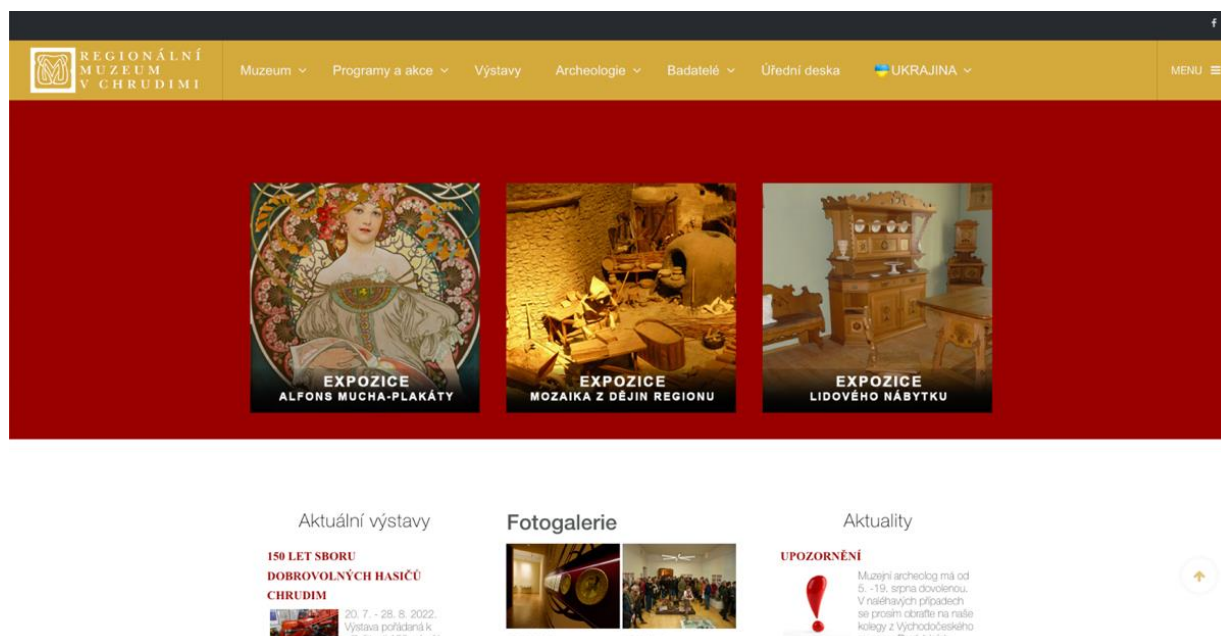 REGIONÁLNÍ
MUZEUM
V CHRUDIMI
Muzeum
Programy a akce
Výstavy
Archeologie
Badatelé
Úřední deska
UKRAJINA
MENU
EXPOZICE
ALFONS MUCHA-PLAKÁTY
EXPOZICE
MOZAIKA Z DĚJIN REGIONU
EXPOZICE
LIDOVÉHO NÁBYTKU
Aktuální výstavy
150 LET SBORU
DOBROVOLNÝCH HASIČŮ
CHRUDIM
20. 7. - 28. 8. 2022.
Výstava pořádaná k
Fotogalerie
Aktuality
UPOZORNĚNÍ
Muzejní archeolog má od
5. -19. srpna dovolenou.
V naléhavých případech
se prosím obraťte na naše
kolegy z Východočeského